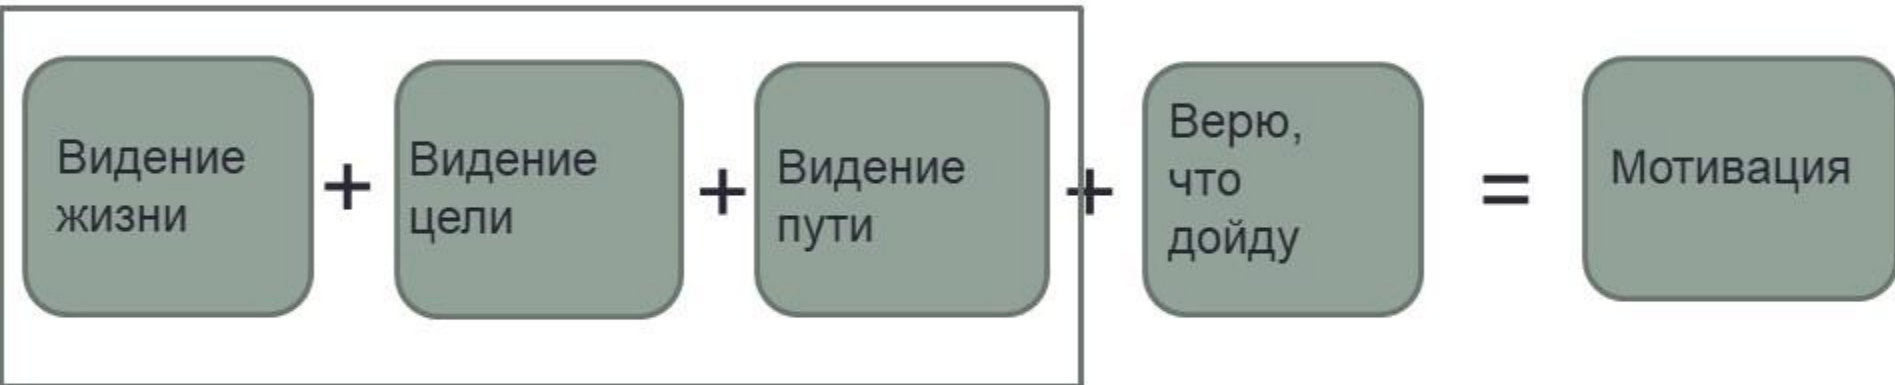 Видение
жизни
+
Видение
цели
+
Видение
пути
+
Верю,
что
дойду
=
Мотивация